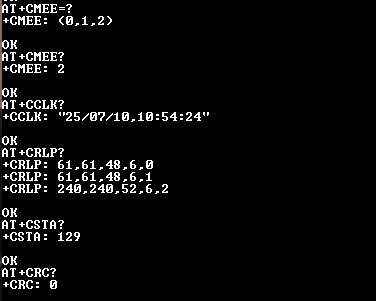 OK
AT+CMEE=?
+CMEE: (0,1,2)
OK
AT+CMEE?
+CMEE: 2
OK
AT+CCLK?
+CCLK: "25/07/10,10:54:24"
OK
AT+CRLP?
+CRLP: 61,61,48,6,0
+CRLP: 61,61,48,6,1
+CRLP: 240,240,52,6,2
OK
AT+CSTA?
+CSTA: 129
OK
AT+CRC?
+CRC: 0